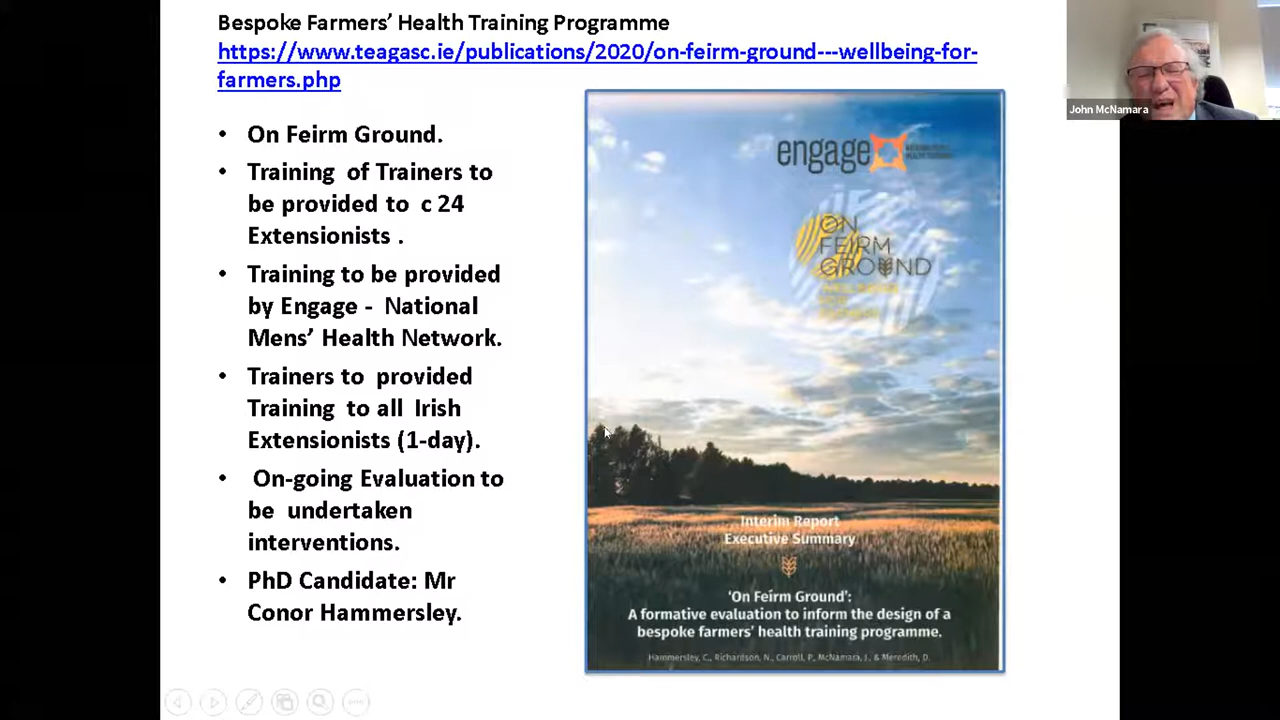 Bespoke Farmers’ Health Training Programme
https://www.teagasc.ie/publications/2020/on-feirm-ground---wellbeing-for-
farmers.php
• On Feirm Ground.
• Training of Trainers to
be provided to c 24
Extensionists .
• Training to be provided
by Engage - National
Mens’ Health Network.
• Trainers to provided
Training to all Irish
Extensionists (1-day).
• On-going Evaluation to
be undertaken
interventions.
• PhD Candidate: Mr
Conor Hammersley.
engage
ON
FEIRM
GROUND
Interim Report
Executive Summary
‘On Feirm Ground’:
A formative evaluation to inform the design of a
bespoke farmers’ health training programme.
Hammersley, C., Richardson, N., Carroll, P., McNamara, J., & Meredith, D.
John McNamara